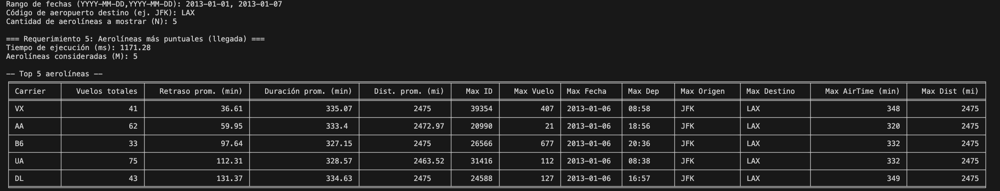 Rango de fechas (YYYY-MM-DD,YYYY-MM-DD): 2013-01-01, 2013-01-07
Código de aeropuerto destino (ej. JFK): LAX
Cantidad de aerolíneas a mostrar (N): 5
=== Requerimiento 5: Aerolíneas más puntuales (llegada) ===
Tiempo de ejecución (ms): 1171.28
Aerolíneas consideradas (M): 5
-- Top 5 aerolíneas --
Carrier Vuelos totales Retraso prom. (min) Duración prom. (min) Dist. prom. (mi) Max ID Max Vuelo Max Fecha Max Dep Max Origen Max Destino Max AirTime (min) Max Dist (mi)
VX 41 36.61 335.07 2475 39354 407 2013-01-06 08:58 JFK LAX 348 2475
AA 62 59.95 333.4 2472.97 20990 21 2013-01-06 18:56 JFK LAX 320 2475
B6 33 97.64 327.15 2475 26566 677 2013-01-06 20:36 JFK LAX 332 2475
UA 75 112.31 328.57 2463.52 31416 112 2013-01-06 08:38 JFK LAX 332 2475
DL 43 131.37 334.63 2475 24588 127 2013-01-06 16:57 JFK LAX 349 2475